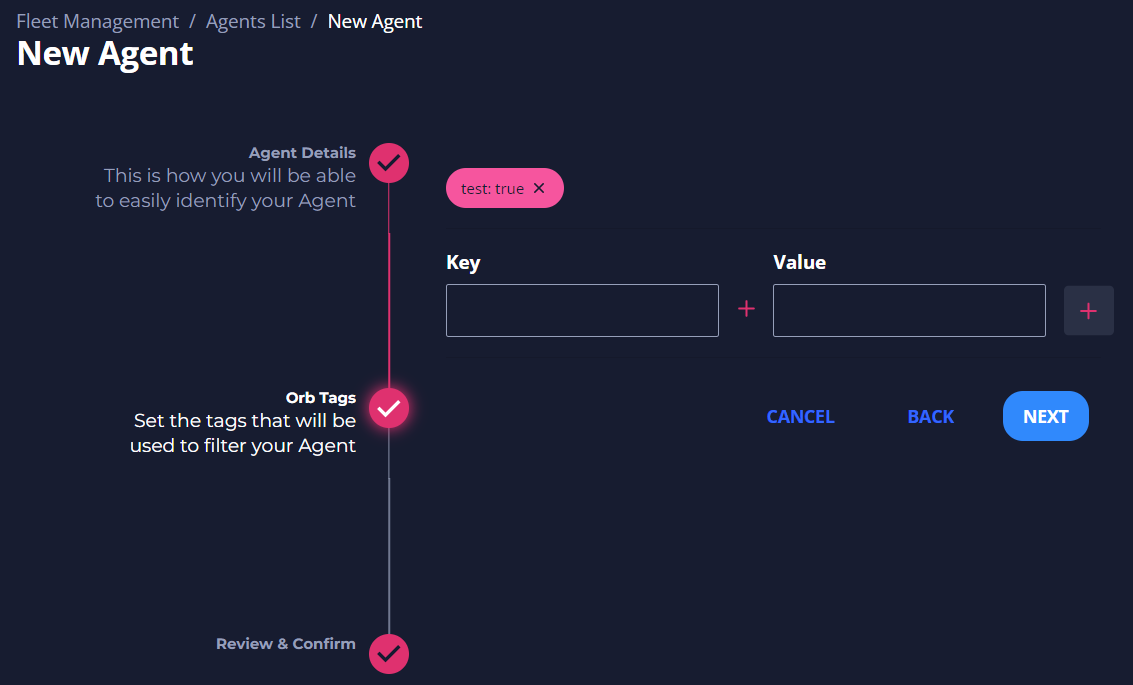 Fleet Management / Agents List / New Agent
New Agent
Agent Details
This is how you will be able
to easily identify your Agent
test: true ✕
Key
Value
+
+
Orb Tags
Set the tags that will be
used to filter your Agent
CANCEL
BACK
NEXT
Review & Confirm